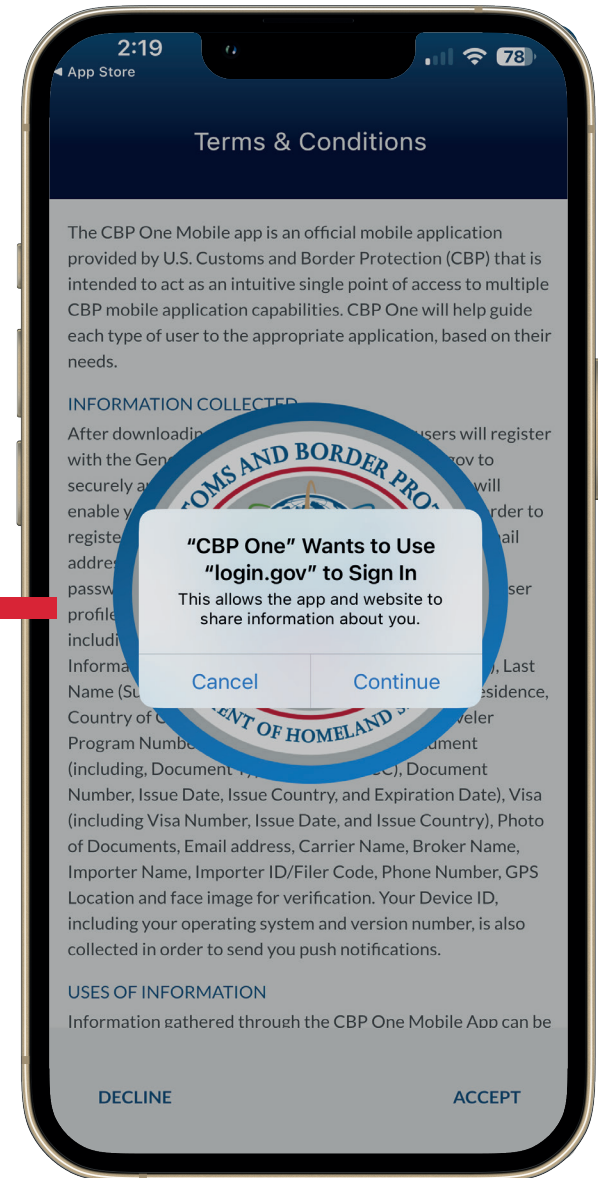 2:19
78
App Store
Terms & Conditions
The CBP One Mobile app is an official mobile application
provided by U.S. Customs and Border Protection (CBP) that is
intended to act as an intuitive single point of access to multiple
CBP mobile application capabilities. CBP One will help guide
each type of user to the appropriate application, based on their
needs.
INFORMATION COLLECTED
After downloadin users will register
with the Gen gov to
securely a will
enable y rder to
registe ail
addres
passw ser
profile
includi
Informa ), Last
Name (Su esidence,
Country of C veler
Program Numbe ument
(including, Document C), Document
Number, Issue Date, Issue Country, and Expiration Date), Visa
(including Visa Number, Issue Date, and Issue Country), Photo
of Documents, Email address, Carrier Name, Broker Name,
Importer Name, Importer ID/Filer Code, Phone Number, GPS
Location and face image for verification. Your Device ID,
including your operating system and version number, is also
collected in order to send you push notifications.
USES OF INFORMATION
Information gathered through the CBP One Mobile App can be
TOMS AND BORDER PRO
“CBP One” Wants to Use
“login.gov” to Sign In
This allows the app and website to
share information about you.
Cancel Continue
MENT OF HOMELAND S
DECLINE ACCEPT